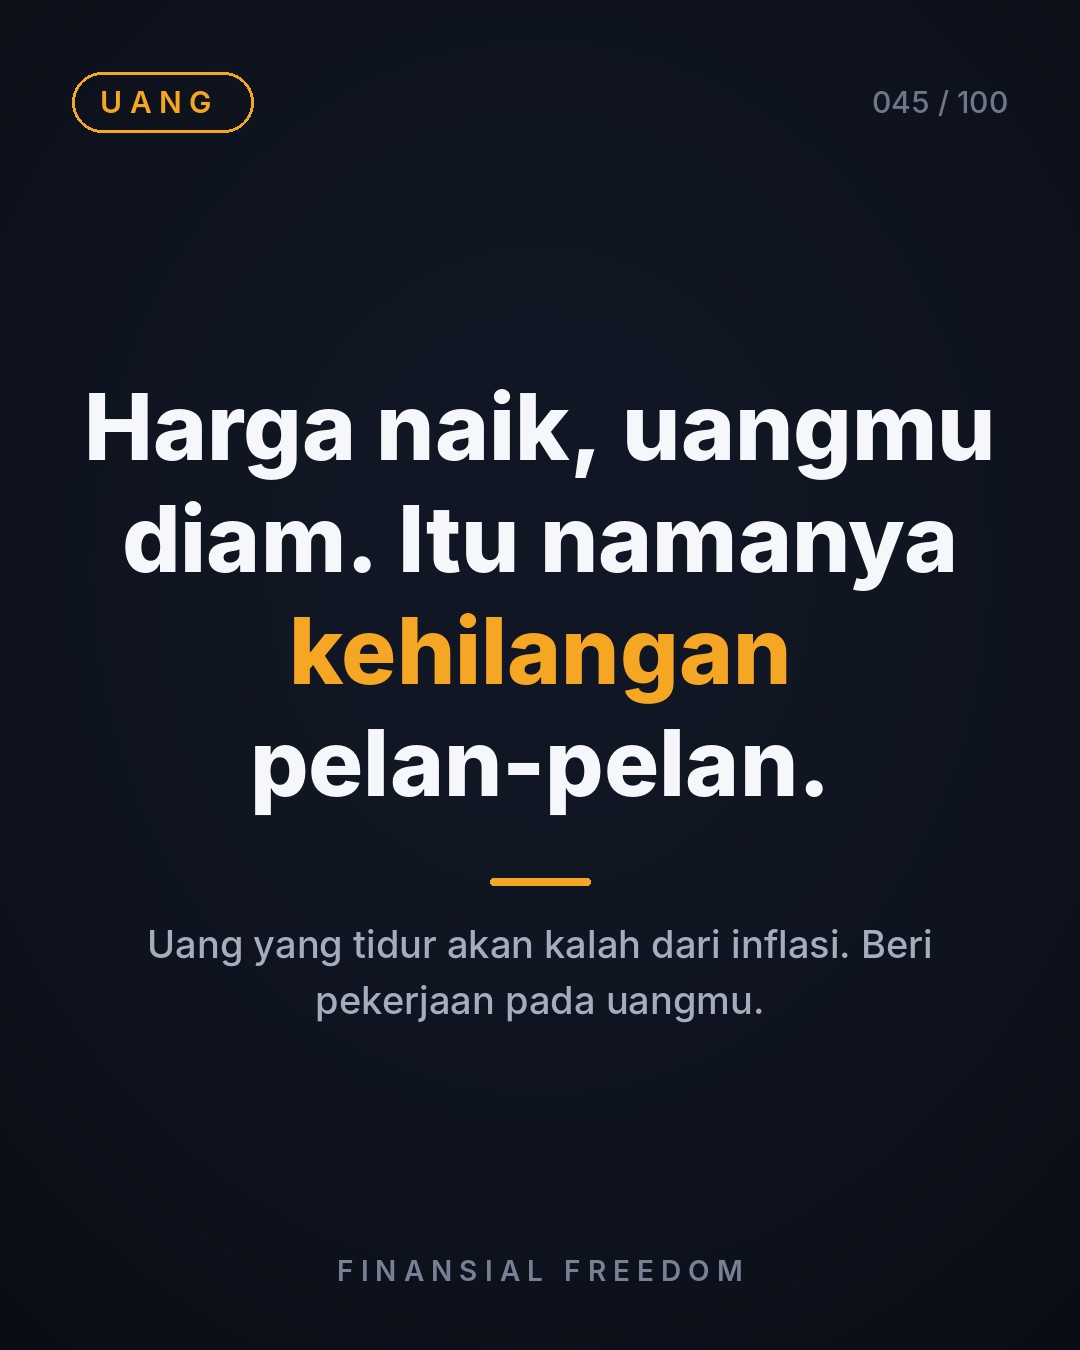 UANG
045 / 100
Harga naik, uangmu
diam. Itu namanya
kehilangan
pelan-pelan.
Uang yang tidur akan kalah dari inflasi. Beri
pekerjaan pada uangmu.
FINANSIAL FREEDOM